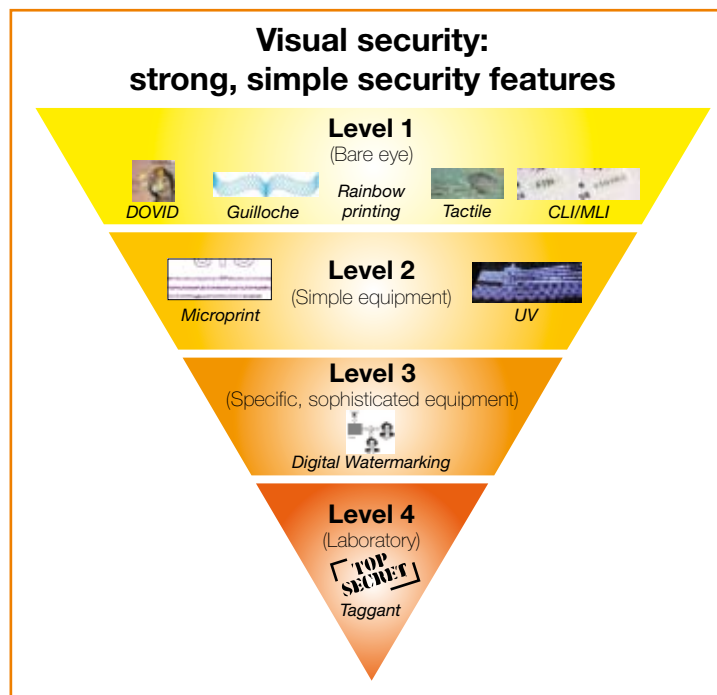 Visual security:
strong, simple security features
Level 1
(Bare eye)
DOVID
Guilloche
Rainbow
printing
Tactile
CLI/MLI
Level 2
(Simple equipment)
Microprint
UV
Level 3
(Specific, sophisticated equipment)
Digital Watermarking
Level 4
(Laboratory)
TOP
SECRET
Taggant